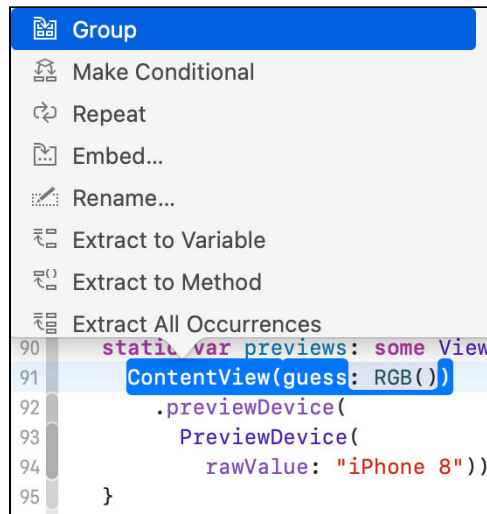 Group
Make Conditional
Repeat
Embed...
Rename...
Extract to Variable
Extract to Method
Extract All Occurrences
90 static var previews: some View
91 ContentView(guess: RGB())
92 .previewDevice(
93 PreviewDevice(
94 rawValue: "iPhone 8"))
95 }